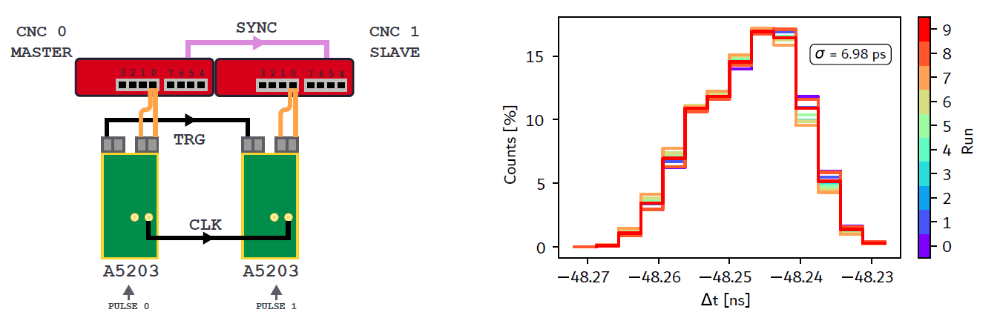 CNC 0
MASTER
SYNC
CNC 1
SLAVE
3 2 1 0 7 6 5 4
3 2 1 0 7 6 5 4
TRG
CLK
A5203
A5203
PULSE 0
PULSE 1
Counts [%]
15
10
5
0
σ = 6.98 ps
−48.27 −48.26 −48.25 −48.24 −48.23
Δt [ns]
9
8
7
6
5
4
3
2
1
0
Run